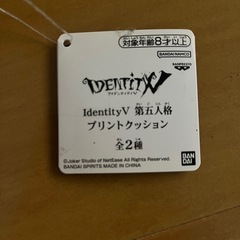 対象年齢8才以上
BANDAI NAMCO
BANPRESTO
IDENTITY V
アイデンティティV
IdentityV 第五人格
プリントクッション
全2種
©Joker Studio of NetEase All Rights Reserved.
©BANDAI SPIRITS MADE IN CHINA
BANDAI